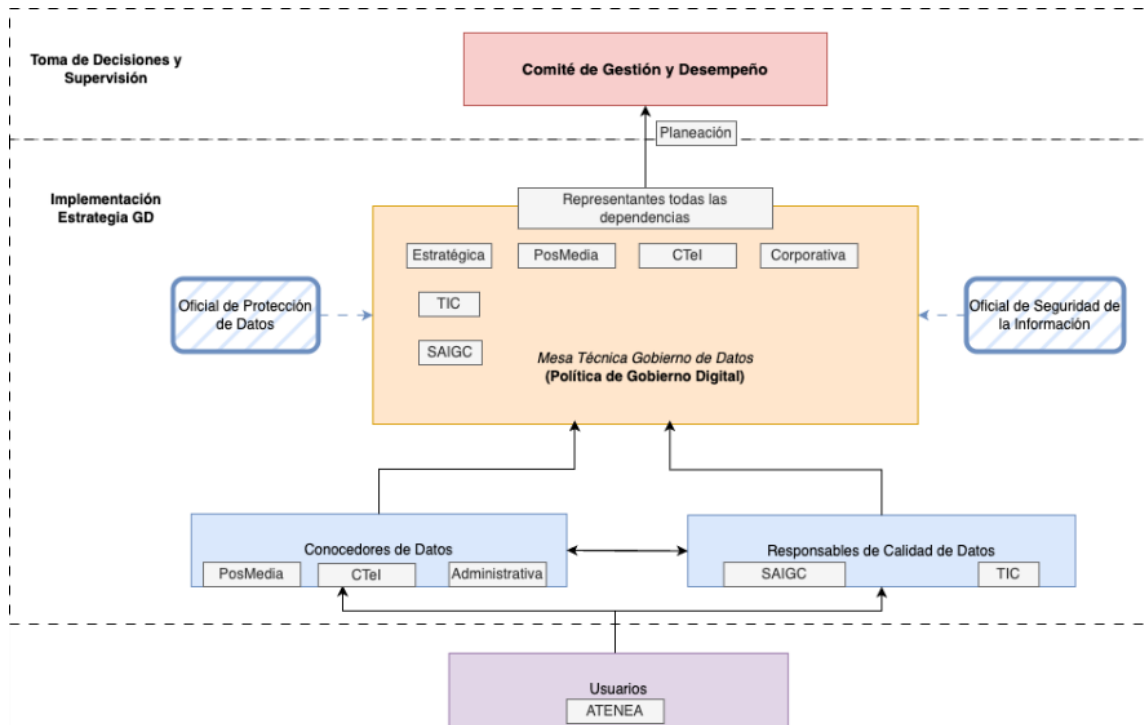 Toma de Decisiones y
Supervisión
Comité de Gestión y Desempeño
Planeación
Implementación
Estrategia GD
Representantes todas las
dependencias
Estratégica
PosMedia
CTeI
Corporativa
TIC
SAIGC
Oficial de Protección
de Datos
Oficial de Seguridad de
la Información
Mesa Técnica Gobierno de Datos
(Política de Gobierno Digital)
Conocedores de Datos
PosMedia
CTeI
Administrativa
Responsables de Calidad de Datos
SAIGC
TIC
Usuarios
ATENEA